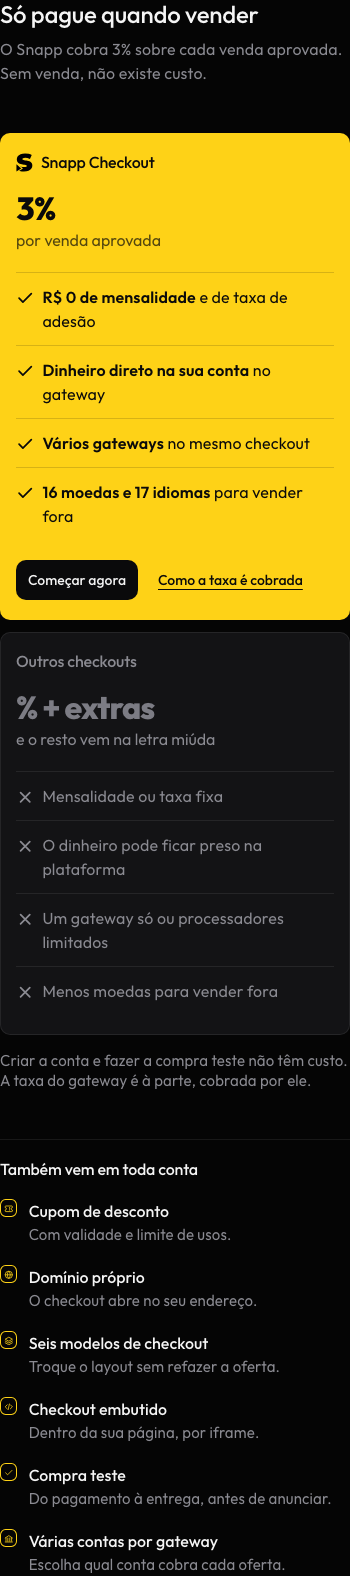 Só pague quando vender
O Snapp cobra 3% sobre cada venda aprovada.
Sem venda, não existe custo.
Snapp Checkout
3%
por venda aprovada
R$ 0 de mensalidade e de taxa de
adesão
Dinheiro direto na sua conta no
gateway
Vários gateways no mesmo checkout
16 moedas e 17 idiomas para vender
fora
Começar agora
Como a taxa é cobrada
Outros checkouts
% + extras
e o resto vem na letra miúda
Mensalidade ou taxa fixa
O dinheiro pode ficar preso na
plataforma
Um gateway só ou processadores
limitados
Menos moedas para vender fora
Criar a conta e fazer a compra teste não têm custo.
A taxa do gateway é à parte, cobrada por ele.
Também vem em toda conta
Cupom de desconto
Com validade e limite de usos.
Domínio próprio
O checkout abre no seu endereço.
Seis modelos de checkout
Troque o layout sem refazer a oferta.
Checkout embutido
Dentro da sua página, por iframe.
Compra teste
Do pagamento à entrega, antes de anunciar.
Várias contas por gateway
Escolha qual conta cobra cada oferta.